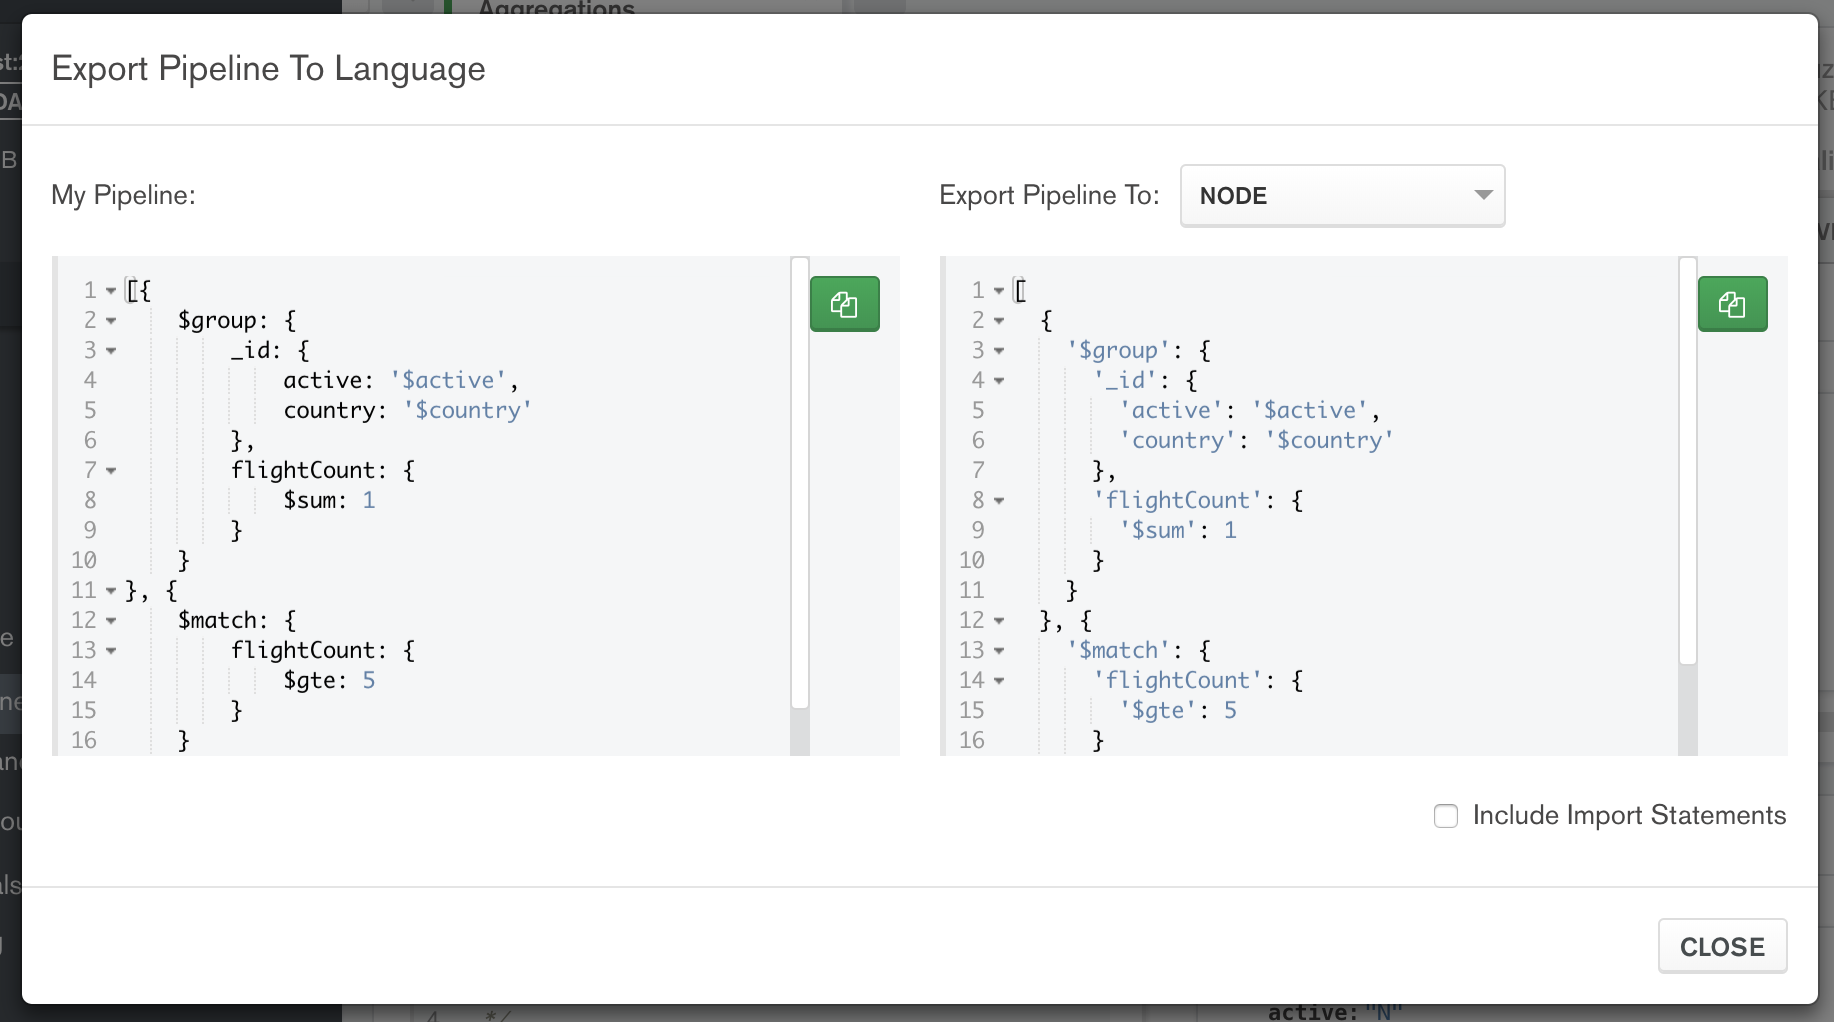 Aggregations
Export Pipeline To Language
My Pipeline:
Export Pipeline To: NODE
1 [{
2 $group: {
3 _id: {
4 active: '$active',
5 country: '$country'
6 },
7 flightCount: {
8 $sum: 1
9 }
10 }
11 }, {
12 $match: {
13 flightCount: {
14 $gte: 5
15 }
16 }
1 [
2 {
3 '$group': {
4 '_id': {
5 'active': '$active',
6 'country': '$country'
7 },
8 'flightCount': {
9 '$sum': 1
10 }
11 }
12 }, {
13 '$match': {
14 'flightCount': {
15 '$gte': 5
16 }
Include Import Statements
CLOSE
4 */
active: "N"